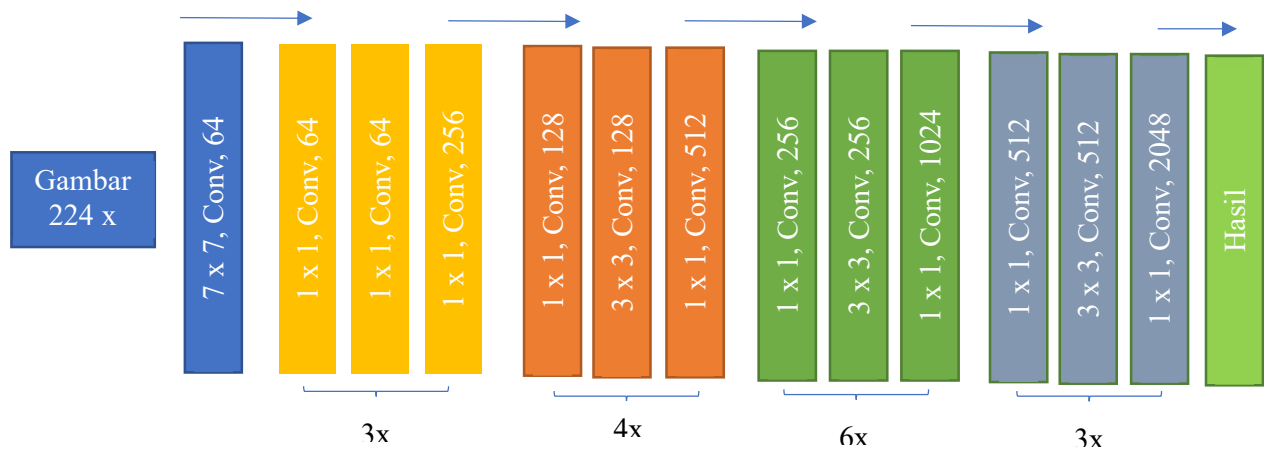 Gambar
224 x
7 x 7, Conv, 64
1 x 1, Conv, 64
1 x 1, Conv, 64
1 x 1, Conv, 256
3x
1 x 1, Conv, 128
3 x 3, Conv, 128
1 x 1, Conv, 512
4x
1 x 1, Conv, 256
3 x 3, Conv, 256
1 x 1, Conv, 1024
6x
1 x 1, Conv, 512
3 x 3, Conv, 512
1 x 1, Conv, 2048
3x
Hasil